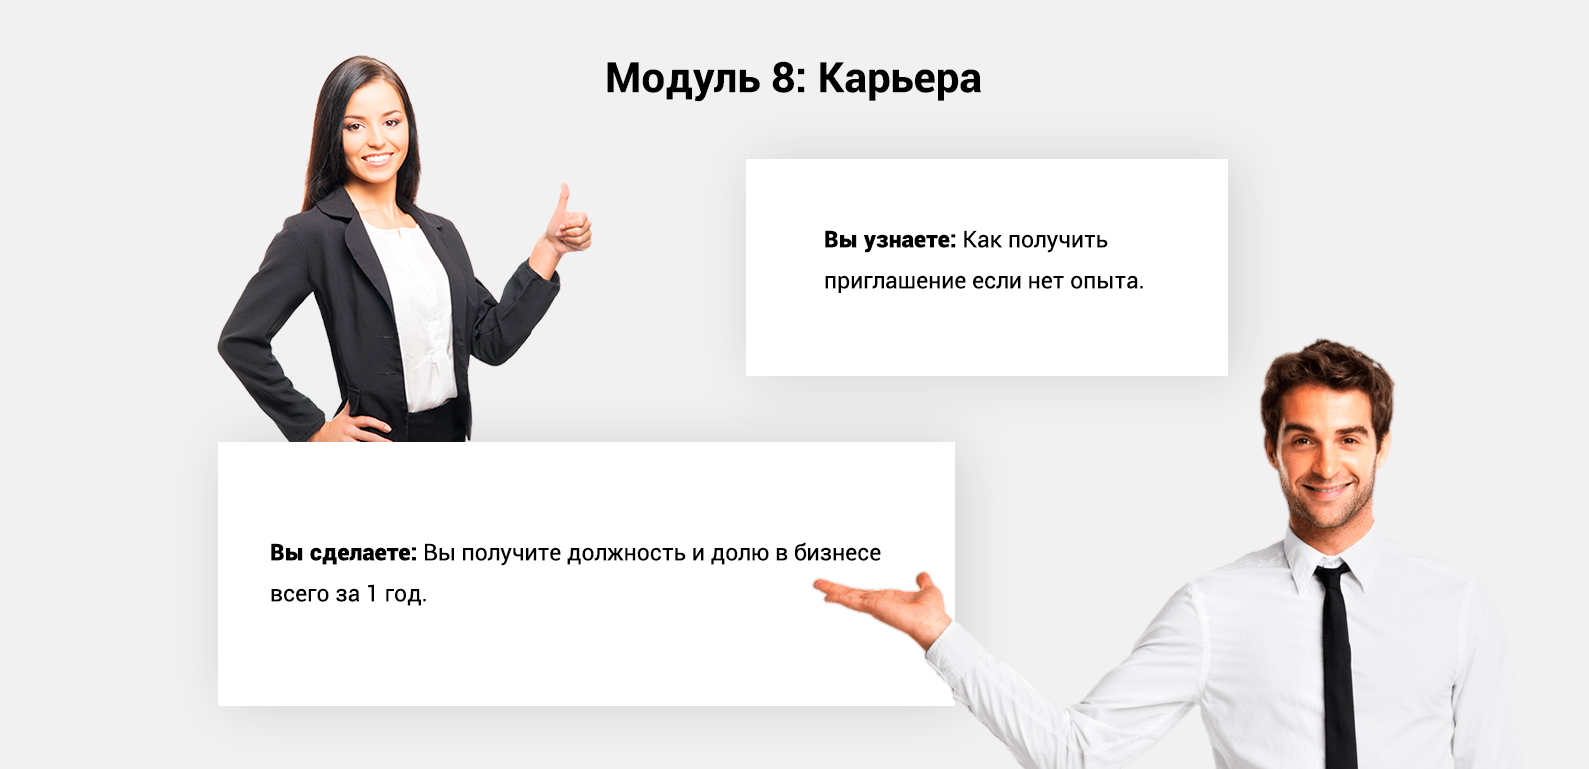 Модуль 8: Карьера
Вы узнаете: Как получить
приглашение если нет опыта.
Вы сделаете: Вы получите должность и долю в бизнесе
всего за 1 год.